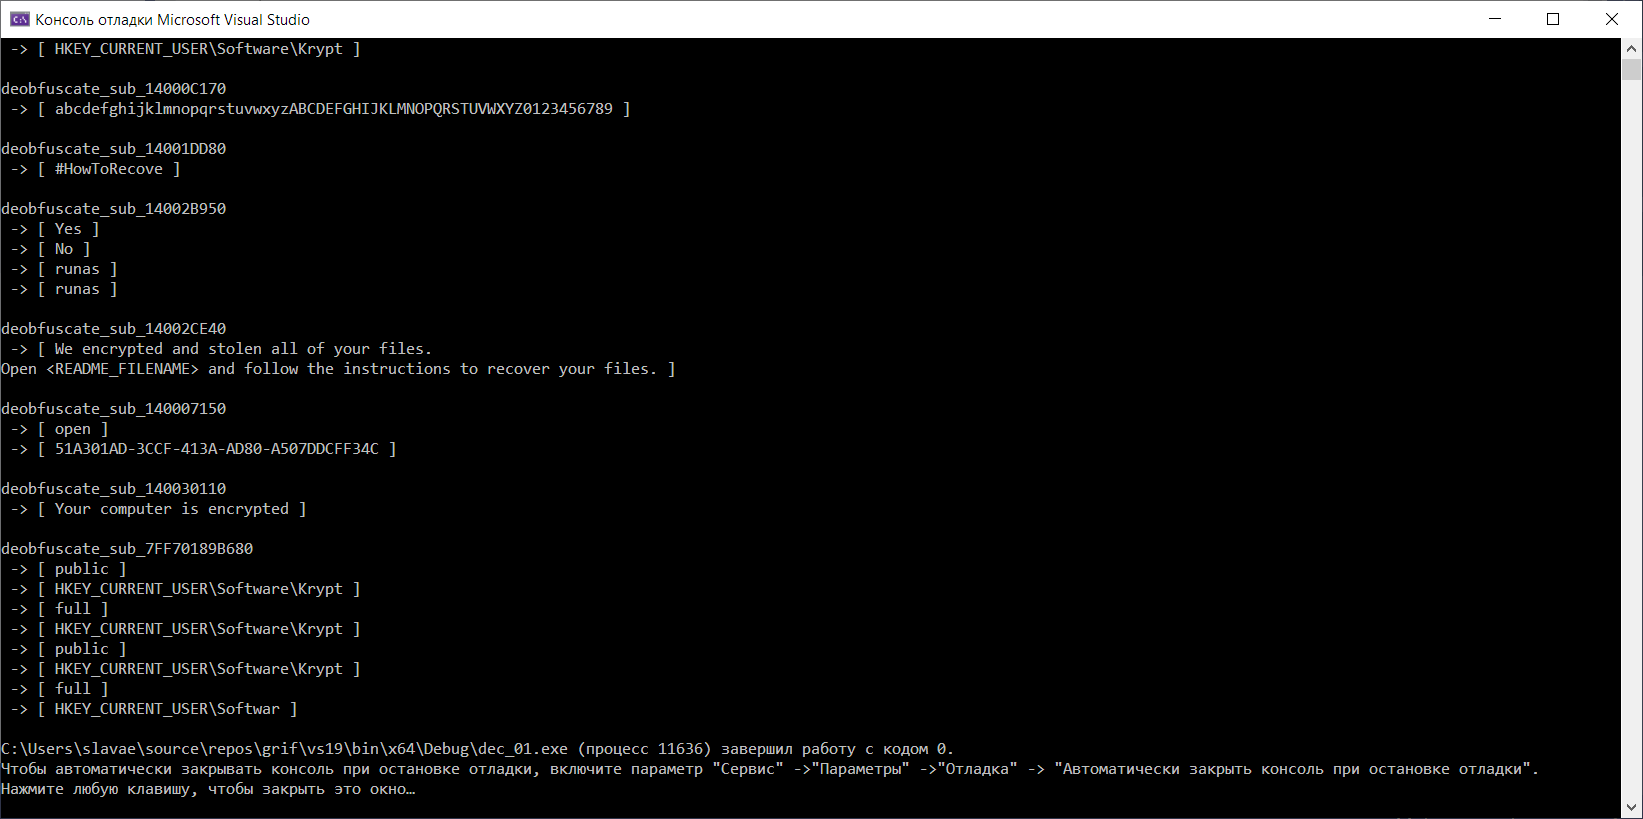 Консоль отладки Microsoft Visual Studio
-> [ HKEY_CURRENT_USER\Software\Krypt ]
deobfuscate_sub_14000C170
-> [ abcdefghijklmnopqrstuvwxyzABCDEFGHIJKLMNOPQRSTUVWXYZ0123456789 ]
deobfuscate_sub_14001DD80
-> [ #HowToRecove ]
deobfuscate_sub_14002B950
-> [ Yes ]
-> [ No ]
-> [ runas ]
-> [ runas ]
deobfuscate_sub_14002CE40
-> [ We encrypted and stolen all of your files.
Open <README_FILENAME> and follow the instructions to recover your files. ]
deobfuscate_sub_140007150
-> [ open ]
-> [ 51A301AD-3CCF-413A-AD80-A507DDCFF34C ]
deobfuscate_sub_140030110
-> [ Your computer is encrypted ]
deobfuscate_sub_7FF70189B680
-> [ public ]
-> [ HKEY_CURRENT_USER\Software\Krypt ]
-> [ full ]
-> [ HKEY_CURRENT_USER\Software\Krypt ]
-> [ public ]
-> [ HKEY_CURRENT_USER\Software\Krypt ]
-> [ full ]
-> [ HKEY_CURRENT_USER\Softwar ]
C:\Users\slavae\source\repos\grif\vs19\bin\x64\Debug\dec_01.exe (процесс 11636) завершил работу с кодом 0.
Чтобы автоматически закрывать консоль при остановке отладки, включите параметр "Сервис" ->"Параметры" ->"Отладка" -> "Автоматически закрыть консоль при остановке отладки".
Нажмите любую клавишу, чтобы закрыть это окно…